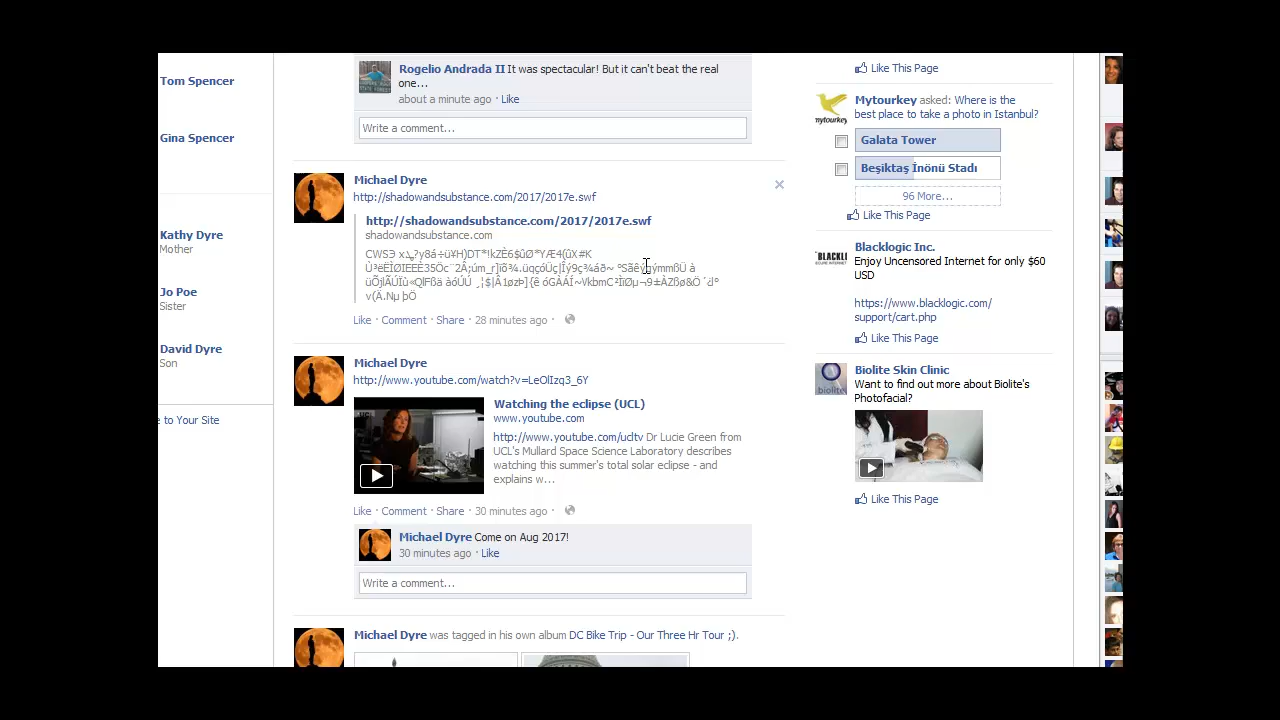 Tom Spencer
Gina Spencer
Kathy Dyre
Mother
Jo Poe
Sister
David Dyre
Son
e to Your Site
Rogelio Andrada II It was spectacular! But it can't beat the real
one...
about a minute ago · Like
Write a comment...
Michael Dyre
http://shadowandsubstance.com/2017/2017e.swf
http://shadowandsubstance.com/2017/2017e.swf
shadowandsubstance.com
Like · Comment · Share · 28 minutes ago ·
Michael Dyre
http://www.youtube.com/watch?v=LeOlIzq3_6Y
Watching the eclipse (UCL)
www.youtube.com
http://www.youtube.com/ucltv Dr Lucie Green from
UCL's Mullard Space Science Laboratory describes
watching this summer's total solar eclipse - and
explains w...
Like · Comment · Share · 30 minutes ago ·
Michael Dyre Come on Aug 2017!
30 minutes ago · Like
Write a comment...
Michael Dyre was tagged in his own album DC Bike Trip - Our Three Hr Tour ;).
Like This Page
Mytourkey asked: Where is the
best place to take a photo in Istanbul?
mytourkey
Galata Tower
Beşiktaş İnönü Stadı
96 More...
Like This Page
Blacklogic Inc.
Enjoy Uncensored Internet for only $60
USD
https://www.blacklogic.com/
support/cart.php
Like This Page
Biolite Skin Clinic
Want to find out more about Biolite's
Photofacial?
biolite
Like This Page